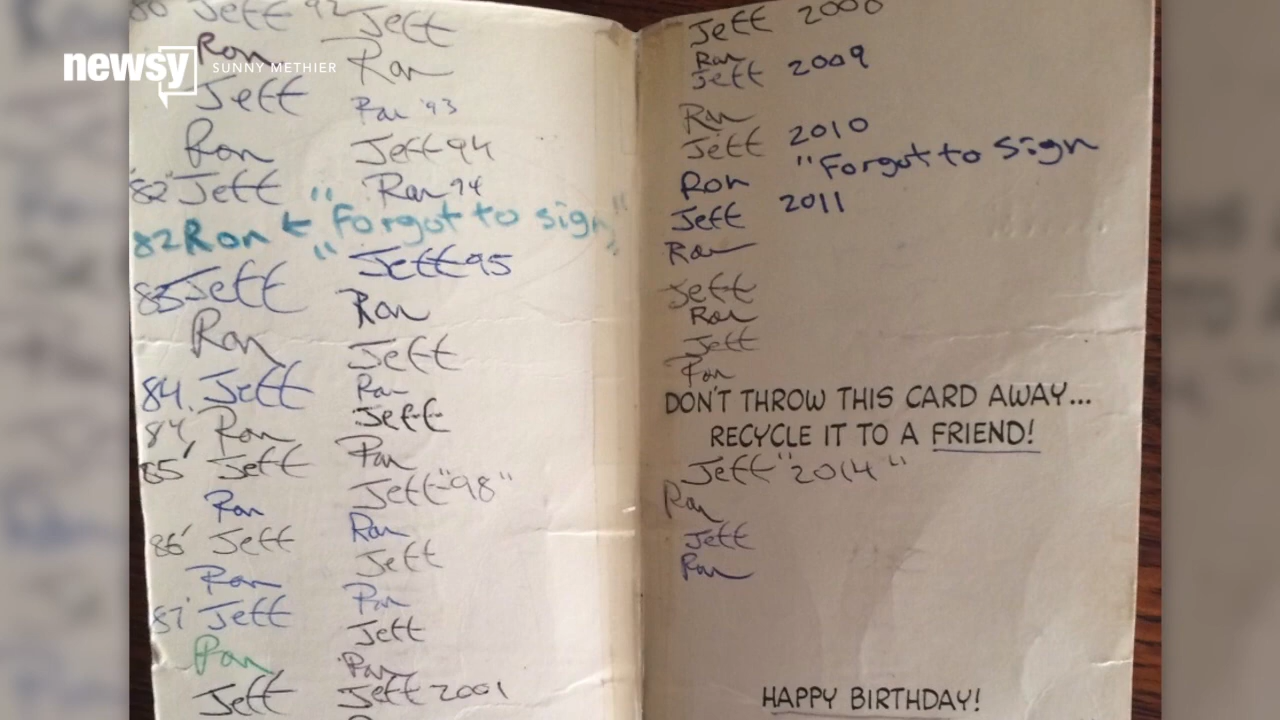 newsy SUNNY METHIER
80 Jeff
Ron
Jeff
Ron
"82" Jeff
82 Ron ← "Forgot to sign"
83 Jeff
Ron
84. Jeff
84' Ron
85' Jeff
Ron
86' Jeff
Ron
87' Jeff
Ron
Jeff
92 Jeff
Ron
Ron '93
Jeff 94
Ron 94
Jeff 95
Ron
Jeff
Ron
Jeff
Ron
Jeff "98"
Ron
Jeff
Ron
Jeff
Ron
Jeff 2001
Jeff 2008
Ron
Jeff 2009
Ron
Jeff 2010
Ron "Forgot to sign
Jeff 2011
Ron
Jeff
Ron
Jeff
Ron
DON'T THROW THIS CARD AWAY...
RECYCLE IT TO A FRIEND!
Jeff "2014"
Ron
Jeff
Ron
HAPPY BIRTHDAY!